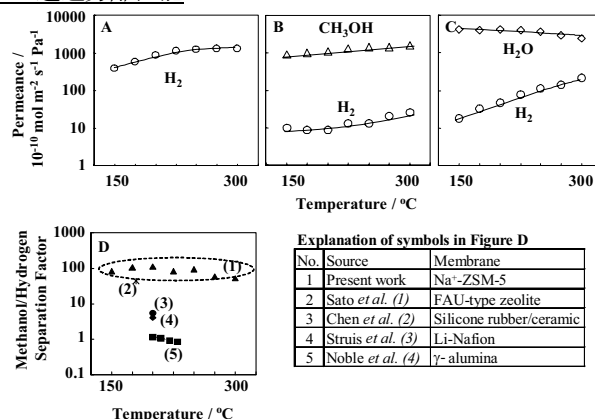 A
B
C
Permeance /
10⁻¹⁰ mol m⁻² s⁻¹ Pa⁻¹
10000
1000
100
10
1
H₂
CH₃OH
H₂
H₂O
H₂
150
300
150
300
150
300
Temperature / °C
D
Methanol/Hydrogen
Separation Factor
1000
100
10
1
0.1
(1)
(2)
(3)
(4)
(5)
150
300
Temperature / °C
Explanation of symbols in Figure D
No. Source Membrane
1 Present work Na⁺-ZSM-5
2 Sato et al. (1) FAU-type zeolite
3 Chen et al. (2) Silicone rubber/ceramic
4 Struis et al. (3) Li-Nafion
5 Noble et al. (4) γ- alumina